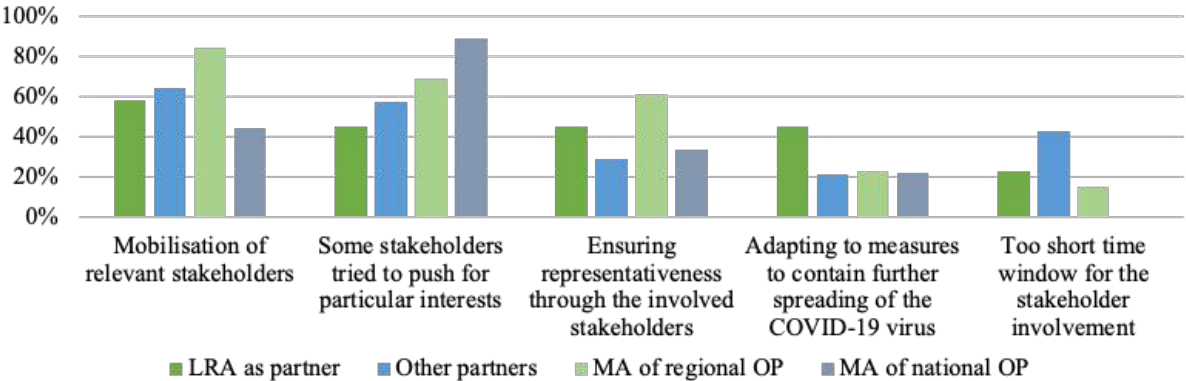 100%
80%
60%
40%
20%
0%
Mobilisation of
relevant stakeholders
Some stakeholders
tried to push for
particular interests
Ensuring
representativeness
through the involved
stakeholders
Adapting to measures
to contain further
spreading of the
COVID-19 virus
Too short time
window for the
stakeholder
involvement
LRA as partner
Other partners
MA of regional OP
MA of national OP